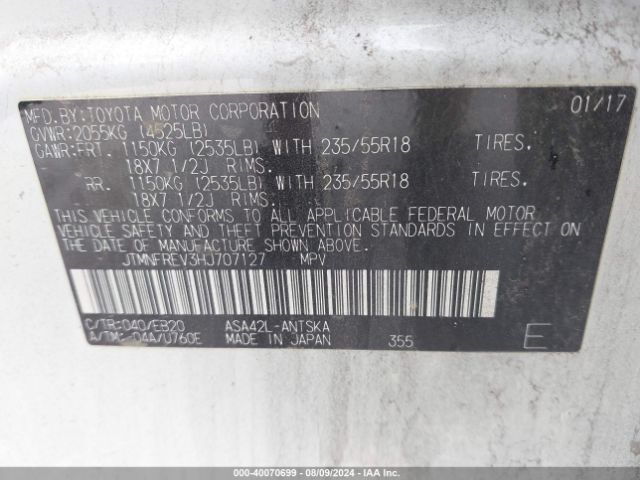 MFD.BY:TOYOTA MOTOR CORPORATION 01/17
GVWR:2055KG (4525LB)
GAWR:FRT. 1150KG (2535LB) WITH 235/55R18 TIRES.
18X7 1/2J RIMS.
RR. 1150KG (2535LB) WITH 235/55R18 TIRES.
18X7 1/2J RIMS.
THIS VEHICLE CONFORMS TO ALL APPLICABLE FEDERAL MOTOR
VEHICLE SAFETY AND THEFT PREVENTION STANDARDS IN EFFECT ON
THE DATE OF MANUFACTURE SHOWN ABOVE.
JTMNFREV3HJ707127 MPV
C/TR:040/EB20 ASA42L-ANTSKA
A/TM:-04A/U760E MADE IN JAPAN 355 E
000-40070699 | 08/09/2024 | IAA Inc.